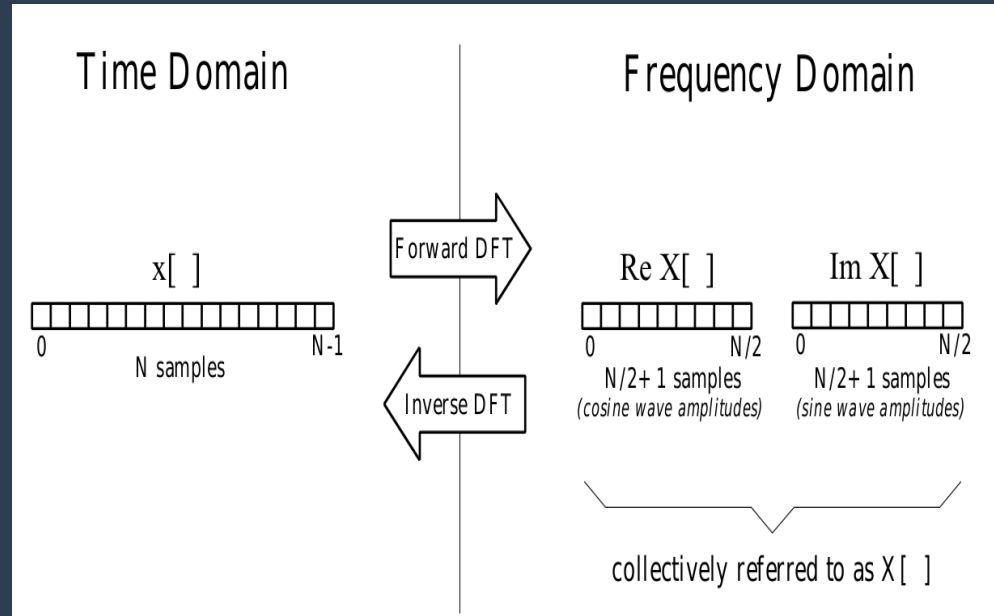 Time Domain
Frequency Domain
Forward DFT
x[ ]
0
N-1
N samples
Re X[ ]
0
N/2
N/2+1 samples
(cosine wave amplitudes)
Im X[ ]
0
N/2
N/2+1 samples
(sine wave amplitudes)
Inverse DFT
collectively referred to as X[ ]